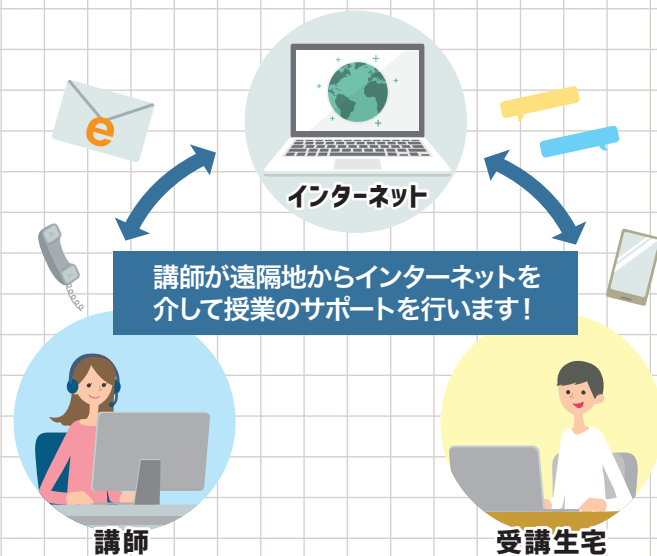 e
インターネット
講師が遠隔地からインターネットを
介して授業のサポートを行います！
講師
受講生宅